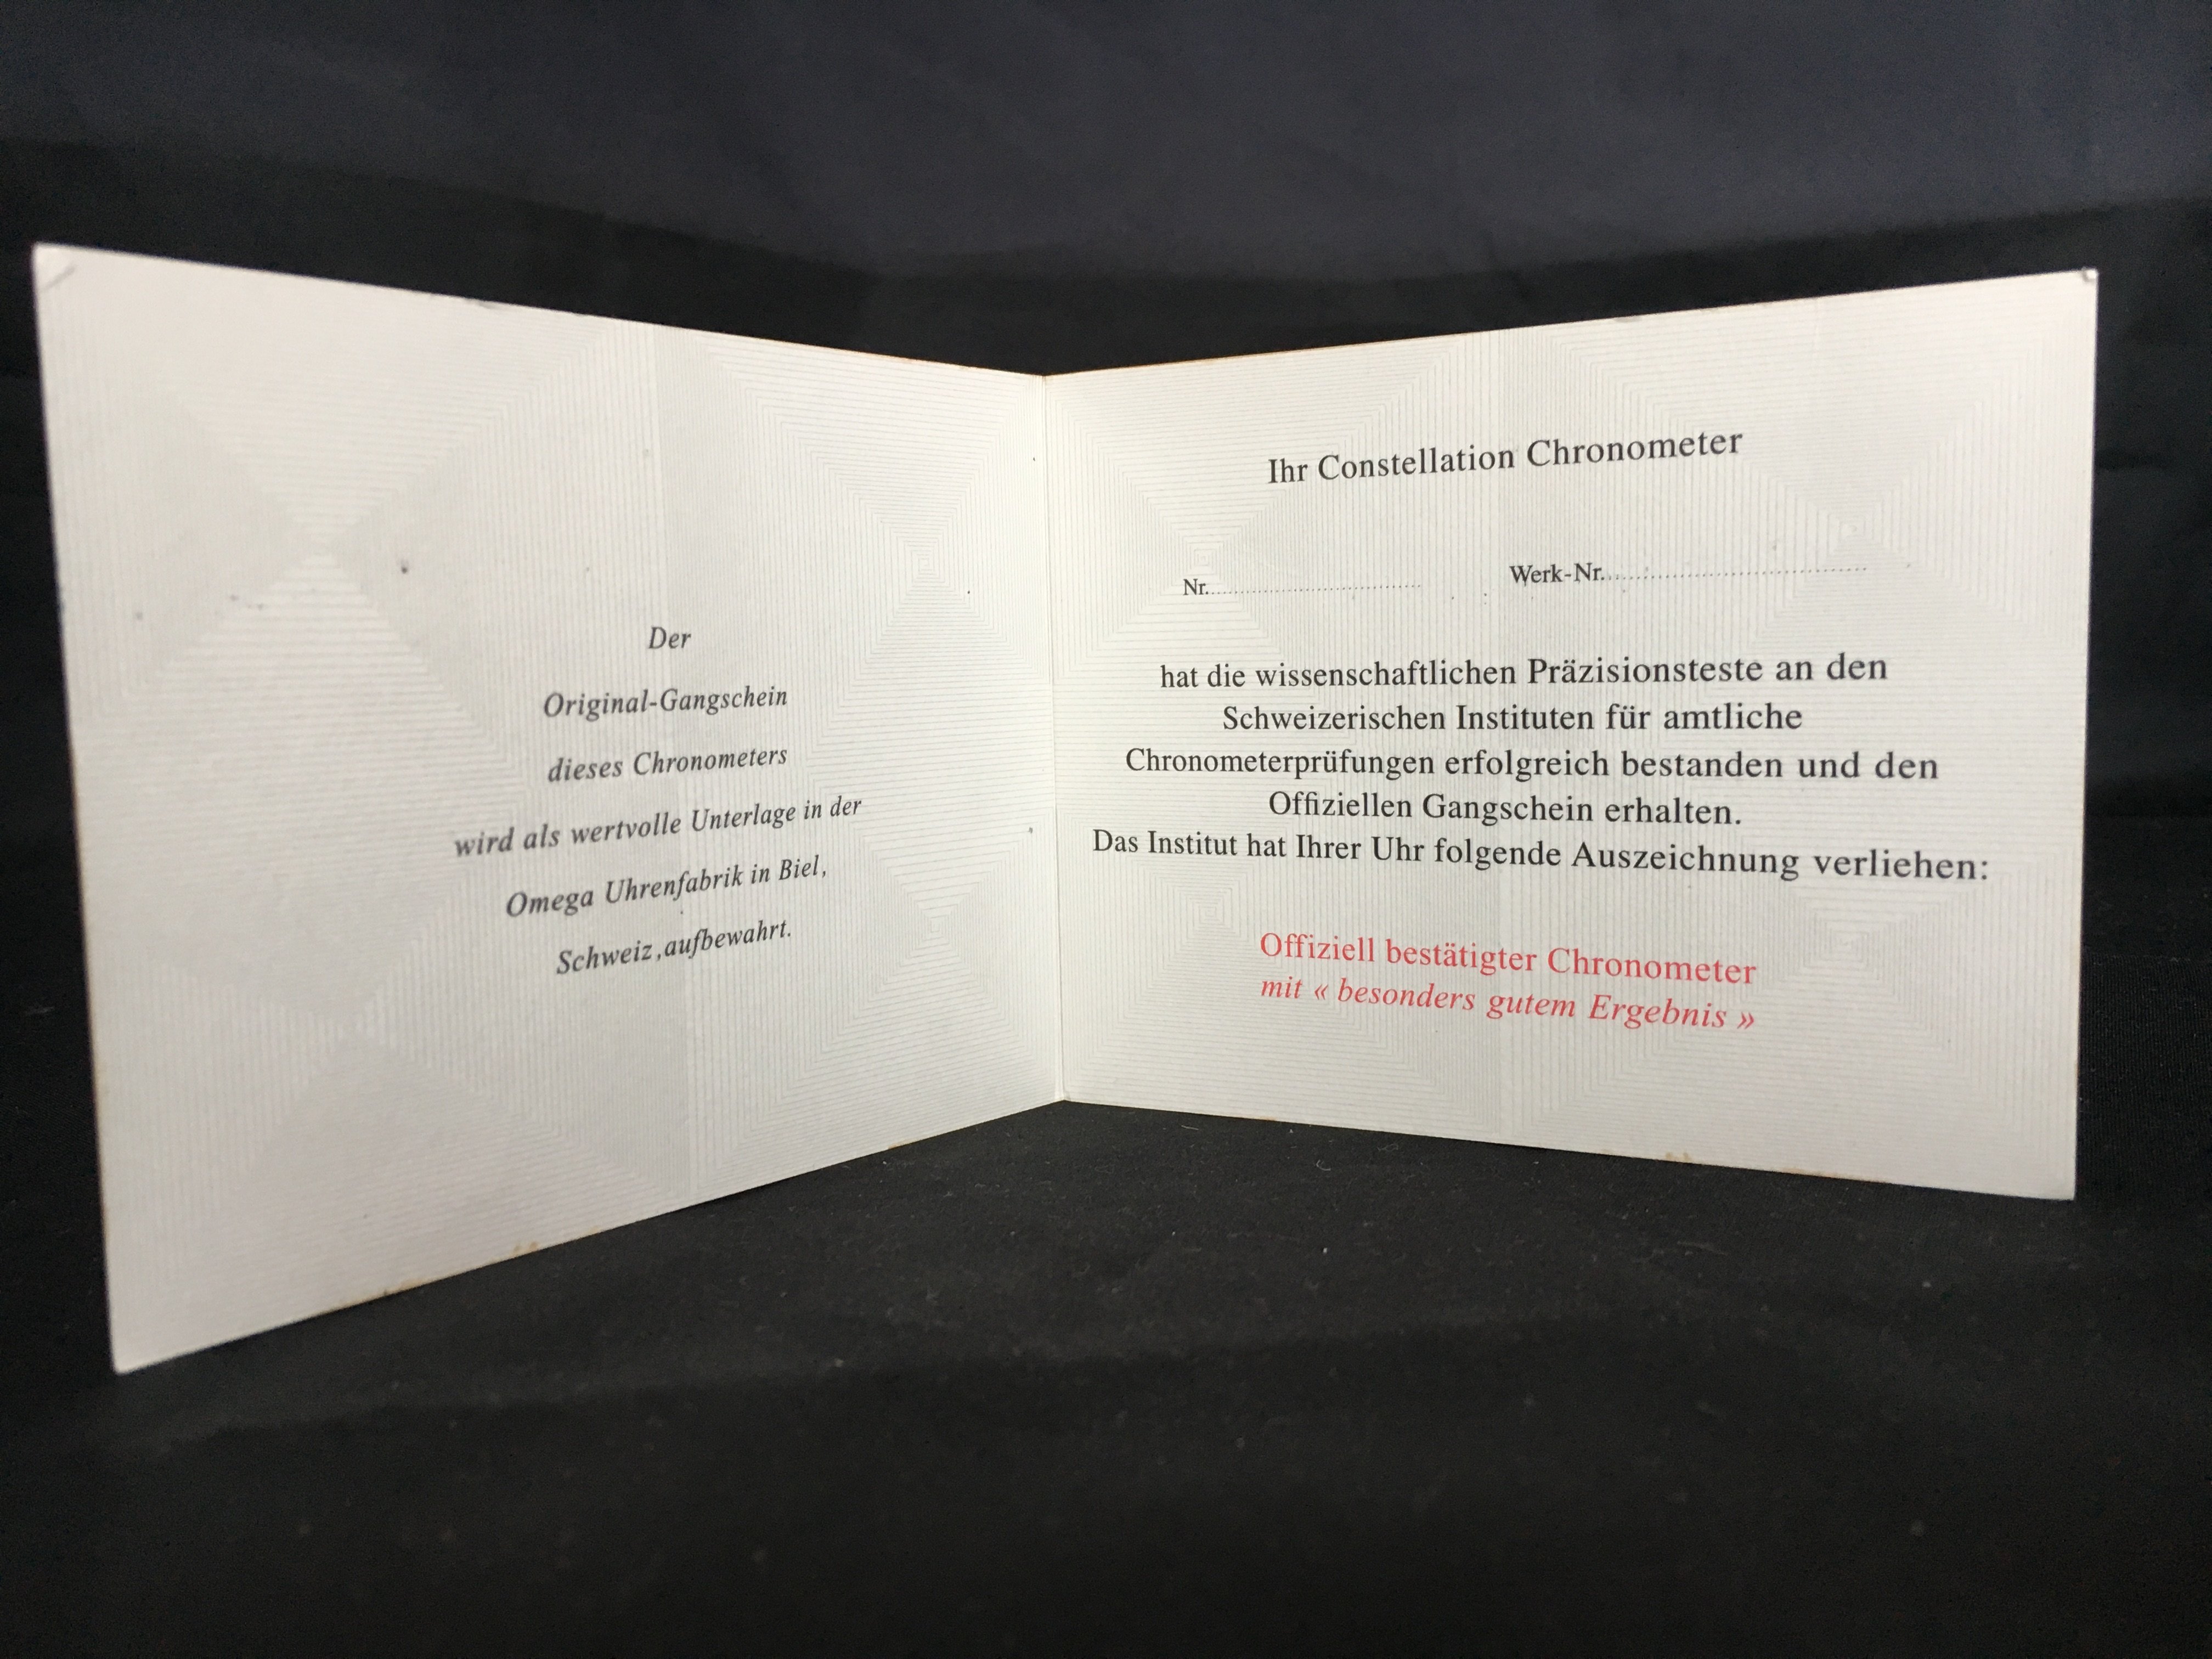 Der
Original-Gangschein
dieses Chronometers
wird als wertvolle Unterlage in der
Omega Uhrenfabrik in Biel,
Schweiz, aufbewahrt.
Ihr Constellation Chronometer
Nr. Werk-Nr.
hat die wissenschaftlichen Präzisionsteste an den
Schweizerischen Instituten für amtliche
Chronometerprüfungen erfolgreich bestanden und den
Offiziellen Gangschein erhalten.
Das Institut hat Ihrer Uhr folgende Auszeichnung verliehen:
Offiziell bestätigter Chronometer
mit « besonders gutem Ergebnis »